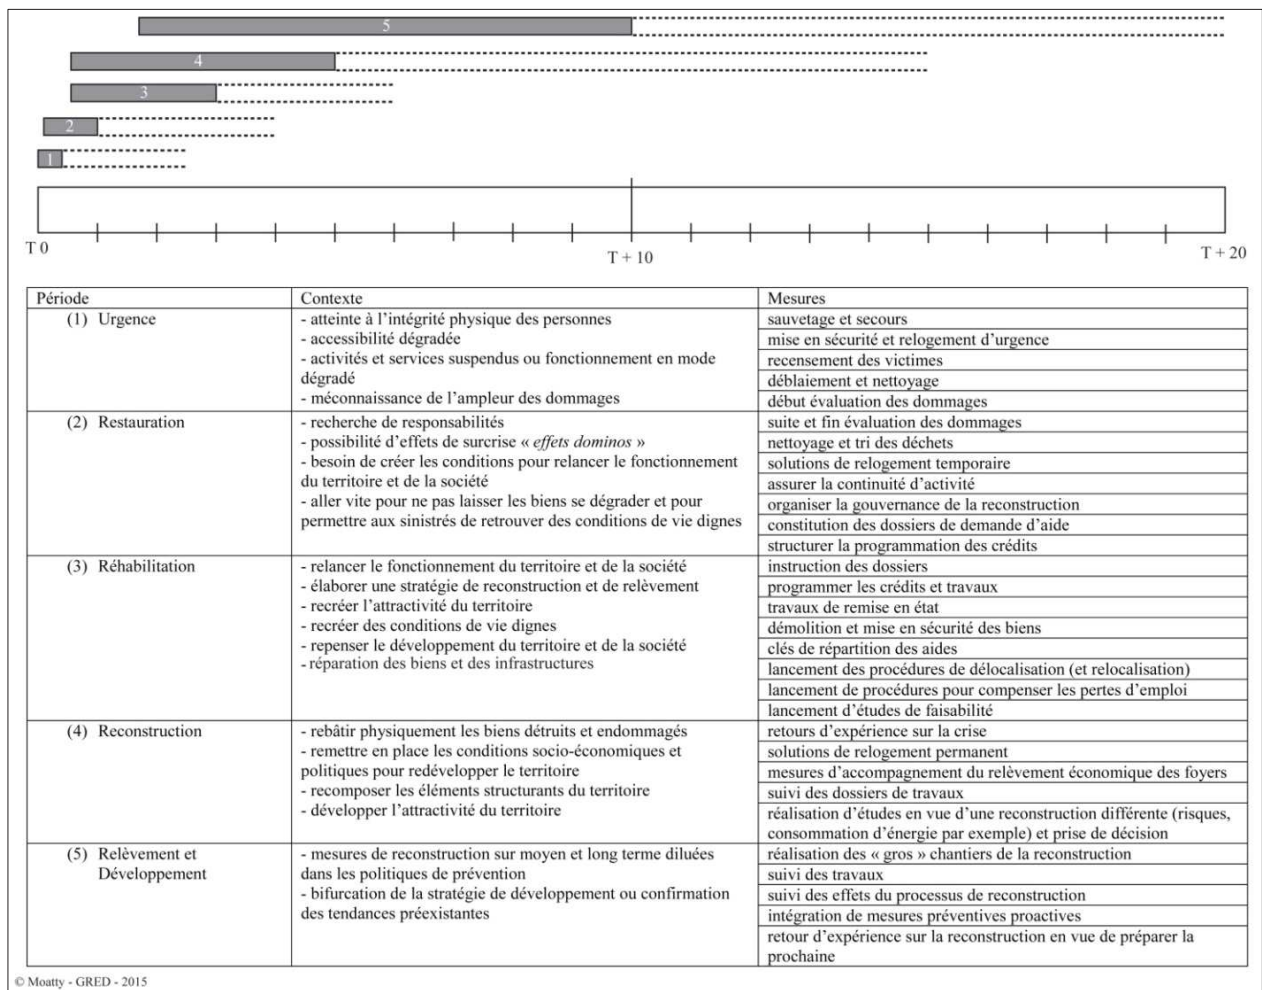 5
4
3
2
1
T 0
T + 10
T + 20
Période
Contexte
Mesures
(1) Urgence
- atteinte à l'intégrité physique des personnes
- accessibilité dégradée
- activités et services suspendus ou fonctionnement en mode
dégradé
- méconnaissance de l'ampleur des dommages
sauvetage et secours
mise en sécurité et relogement d'urgence
recensement des victimes
déblaiement et nettoyage
début évaluation des dommages
(2) Restauration
- recherche de responsabilités
- possibilité d'effets de surcrise « effets dominos »
- besoin de créer les conditions pour relancer le fonctionnement
du territoire et de la société
- aller vite pour ne pas laisser les biens se dégrader et pour
permettre aux sinistrés de retrouver des conditions de vie dignes
suite et fin évaluation des dommages
nettoyage et tri des déchets
solutions de relogement temporaire
assurer la continuité d'activité
organiser la gouvernance de la reconstruction
constitution des dossiers de demande d'aide
structurer la programmation des crédits
(3) Réhabilitation
- relancer le fonctionnement du territoire et de la société
- élaborer une stratégie de reconstruction et de relèvement
- recréer l'attractivité du territoire
- recréer des conditions de vie dignes
- repenser le développement du territoire et de la société
- réparation des biens et des infrastructures
instruction des dossiers
programmer les crédits et travaux
travaux de remise en état
démolition et mise en sécurité des biens
clés de répartition des aides
lancement des procédures de délocalisation (et relocalisation)
lancement de procédures pour compenser les pertes d'emploi
lancement d'études de faisabilité
(4) Reconstruction
- rebâtir physiquement les biens détruits et endommagés
- remettre en place les conditions socio-économiques et
politiques pour redévelopper le territoire
- recomposer les éléments structurants du territoire
- développer l'attractivité du territoire
retours d'expérience sur la crise
solutions de relogement permanent
mesures d'accompagnement du relèvement économique des foyers
suivi des dossiers de travaux
réalisation d'études en vue d'une reconstruction différente (risques,
consommation d'énergie par exemple) et prise de décision
(5) Relèvement et
Développement
- mesures de reconstruction sur moyen et long terme diluées
dans les politiques de prévention
- bifurcation de la stratégie de développement ou confirmation
des tendances préexistantes
réalisation des « gros » chantiers de la reconstruction
suivi des travaux
suivi des effets du processus de reconstruction
intégration de mesures préventives proactives
retour d'expérience sur la reconstruction en vue de préparer la
prochaine
© Moatty - GRED - 2015